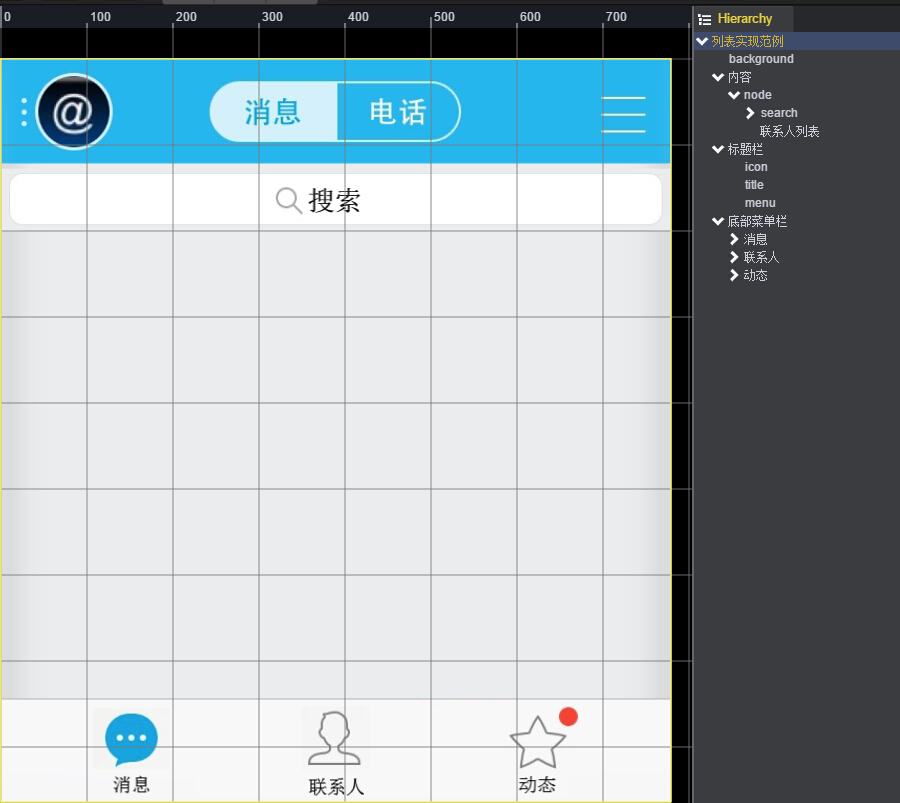 0 100 200 300 400 500 600 700
@ 消息 电话
搜索
消息 联系人 动态
Hierarchy
列表实现范例
background
内容
node
search
联系人列表
标题栏
icon
title
menu
底部菜单栏
消息
联系人
动态